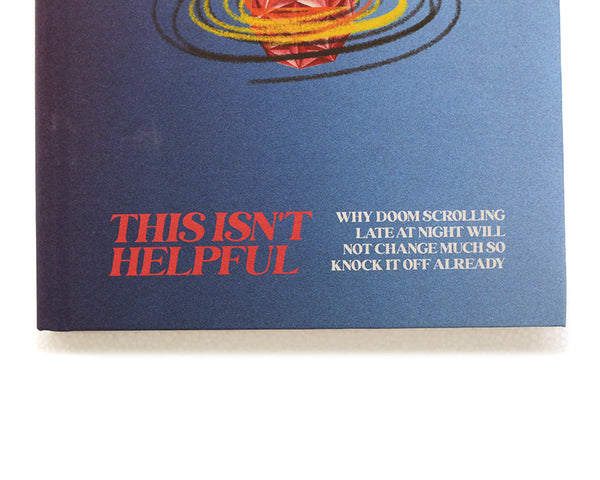 THIS ISN'T
HELPFUL
WHY DOOM SCROLLING
LATE AT NIGHT WILL
NOT CHANGE MUCH SO
KNOCK IT OFF ALREADY